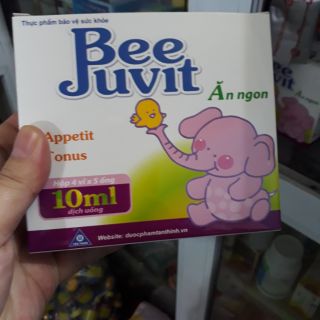 Thực phẩm bảo vệ sức khỏe
Bee
Juvit
Ăn ngon
Appetit
Tonus
Hộp 4 vỉ x 5 ống
10ml
dịch uống
Website: duocphamtanthinh.vn